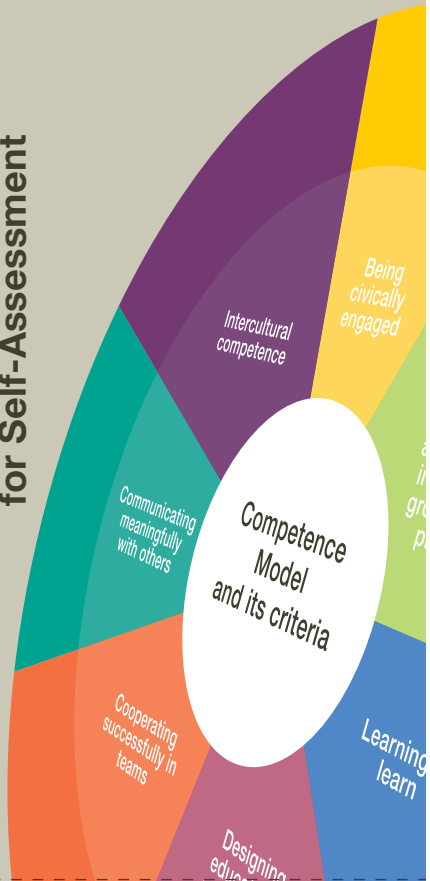 for Self-Assessment
Being
civically
engaged
Intercultural
competence
Communicating
meaningfully
with others
Competence
Model
and its criteria
Cooperating
successfully in
teams
Learning
learn
Designing